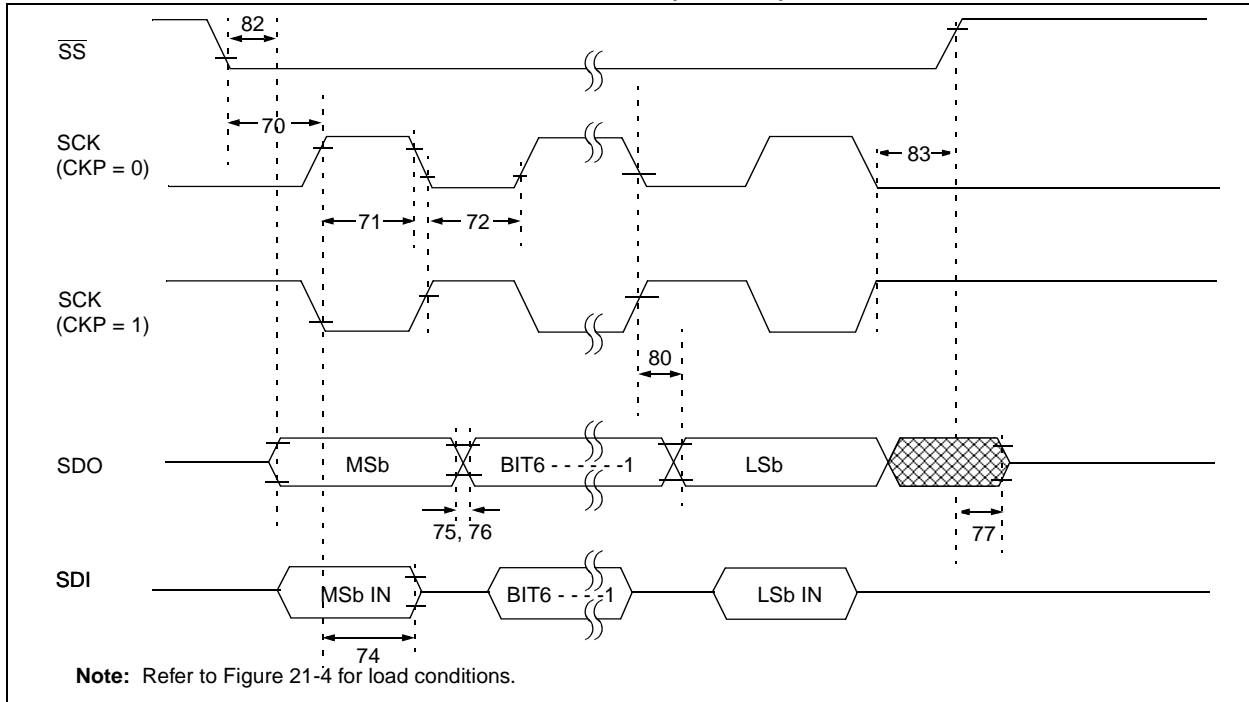 82
SS
70
SCK
(CKP = 0)
83
71
72
SCK
(CKP = 1)
80
SDO
MSb
BIT6 - - - - - -1
LSb
75, 76
77
SDI
MSb IN
BIT6 - - - -1
LSb IN
74
Note: Refer to Figure 21-4 for load conditions.